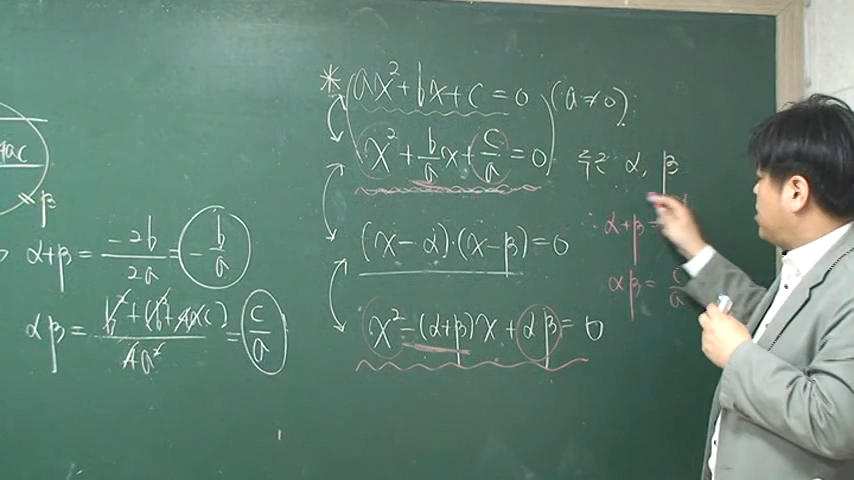 4ac
β
α+β = -2b/2a = -b/a
αβ = b²+(b²+4ac)/4a² = c/a
* ax²+bx+c=0 (a≠0)
x²+b/a x+c/a=0 두근 α, β
(x-α)·(x-β)=0
x²-(α+β)x+αβ=0
∴ α+β=
αβ=c/a